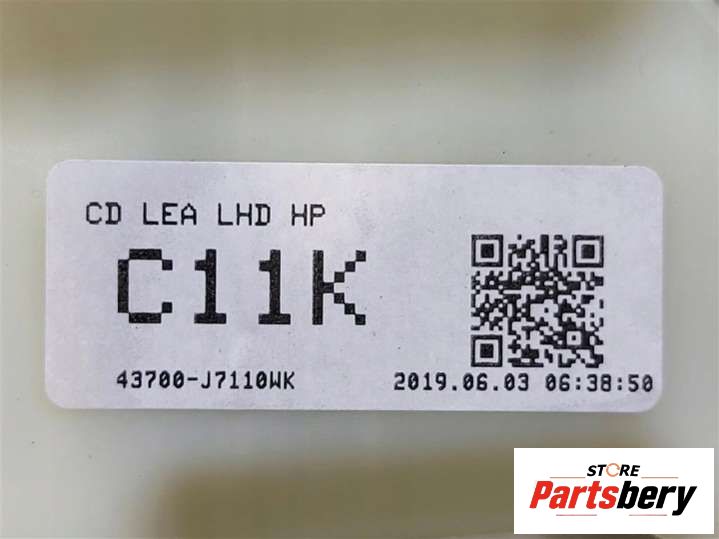 CD LEA LHD HP
C11K
43700-J7110WK
2019.06.03 06:38:50
STORE
Partsbery